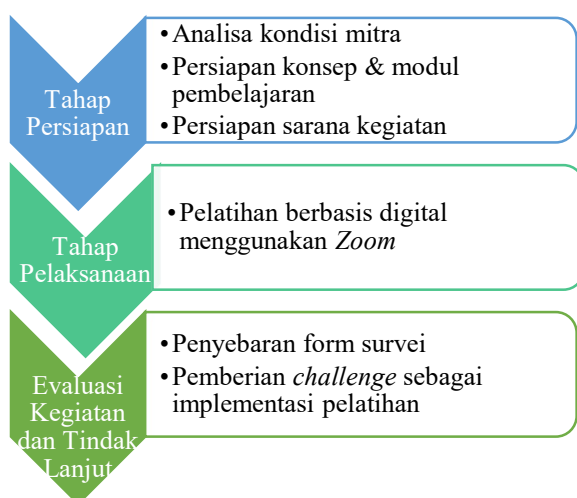 Tahap
Persiapan
•Analisa kondisi mitra
•Persiapan konsep & modul
pembelajaran
•Persiapan sarana kegiatan
Tahap
Pelaksanaan
•Pelatihan berbasis digital
menggunakan Zoom
Evaluasi
Kegiatan
dan Tindak
Lanjut
•Penyebaran form survei
•Pemberian challenge sebagai
implementasi pelatihan